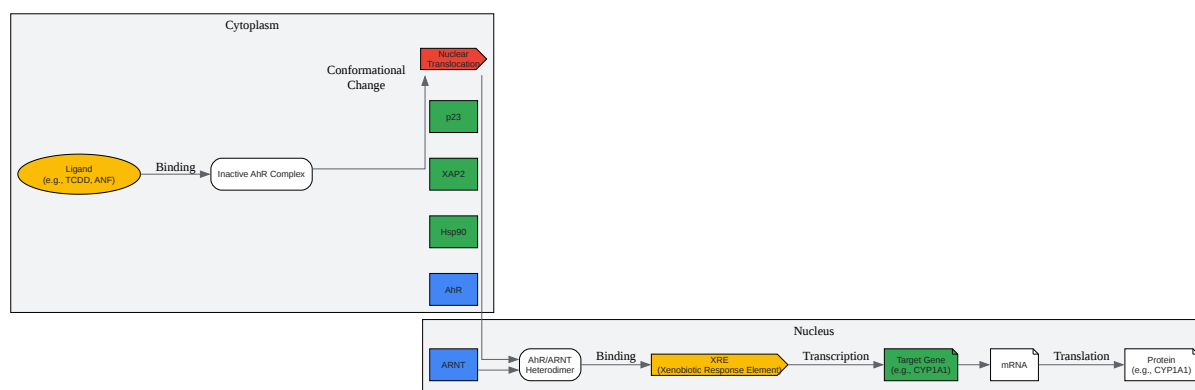 Cytoplasm
Nuclear
Translocation
Conformational
Change
p23
Ligand
(e.g., TCDD, ANF)
Binding
Inactive AhR Complex
XAP2
Hsp90
AhR
Nucleus
ARNT
AhR/ARNT
Heterodimer
Binding
XRE
(Xenobiotic Response Element)
Transcription
Target Gene
(e.g., CYP1A1)
mRNA
Translation
Protein
(e.g., CYP1A1)